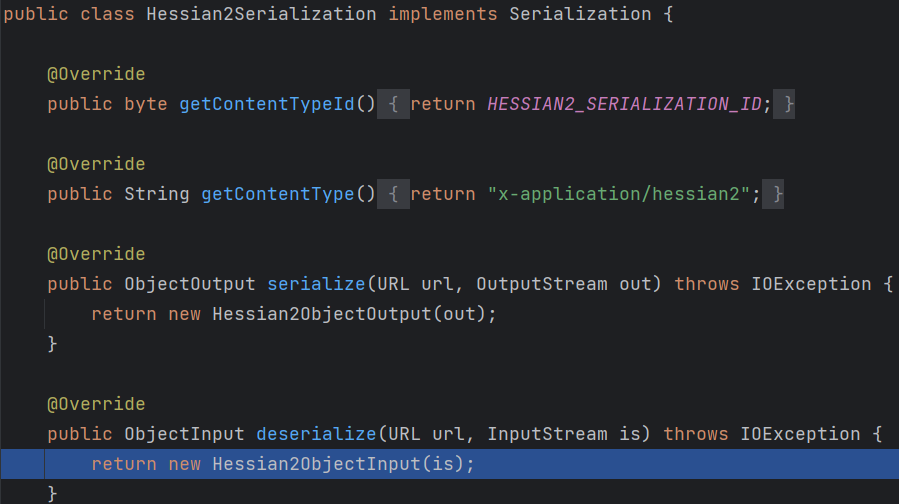 public class Hessian2Serialization implements Serialization {
@Override
public byte getContentTypeId() { return HESSIAN2_SERIALIZATION_ID; }
@Override
public String getContentType() { return "x-application/hessian2"; }
@Override
public ObjectOutput serialize(URL url, OutputStream out) throws IOException {
return new Hessian2ObjectOutput(out);
}
@Override
public ObjectInput deserialize(URL url, InputStream is) throws IOException {
return new Hessian2ObjectInput(is);
}